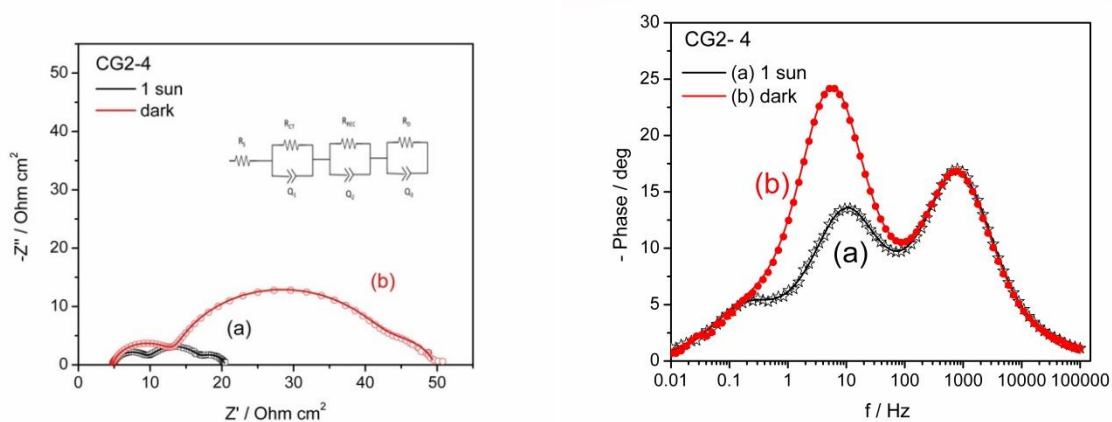 CG2-4
1 sun
dark
R_S
R_CT
R_REC
R_D
Q_1
Q_2
Q_3
(b)
(a)
50
40
30
20
10
0
-Z'' / Ohm cm²
0 10 20 30 40 50
Z' / Ohm cm²
CG2- 4
(a) 1 sun
(b) dark
(b)
(a)
30
25
20
15
10
5
0
- Phase / deg
0.01 0.1 1 10 100 1000 10000 100000
f / Hz